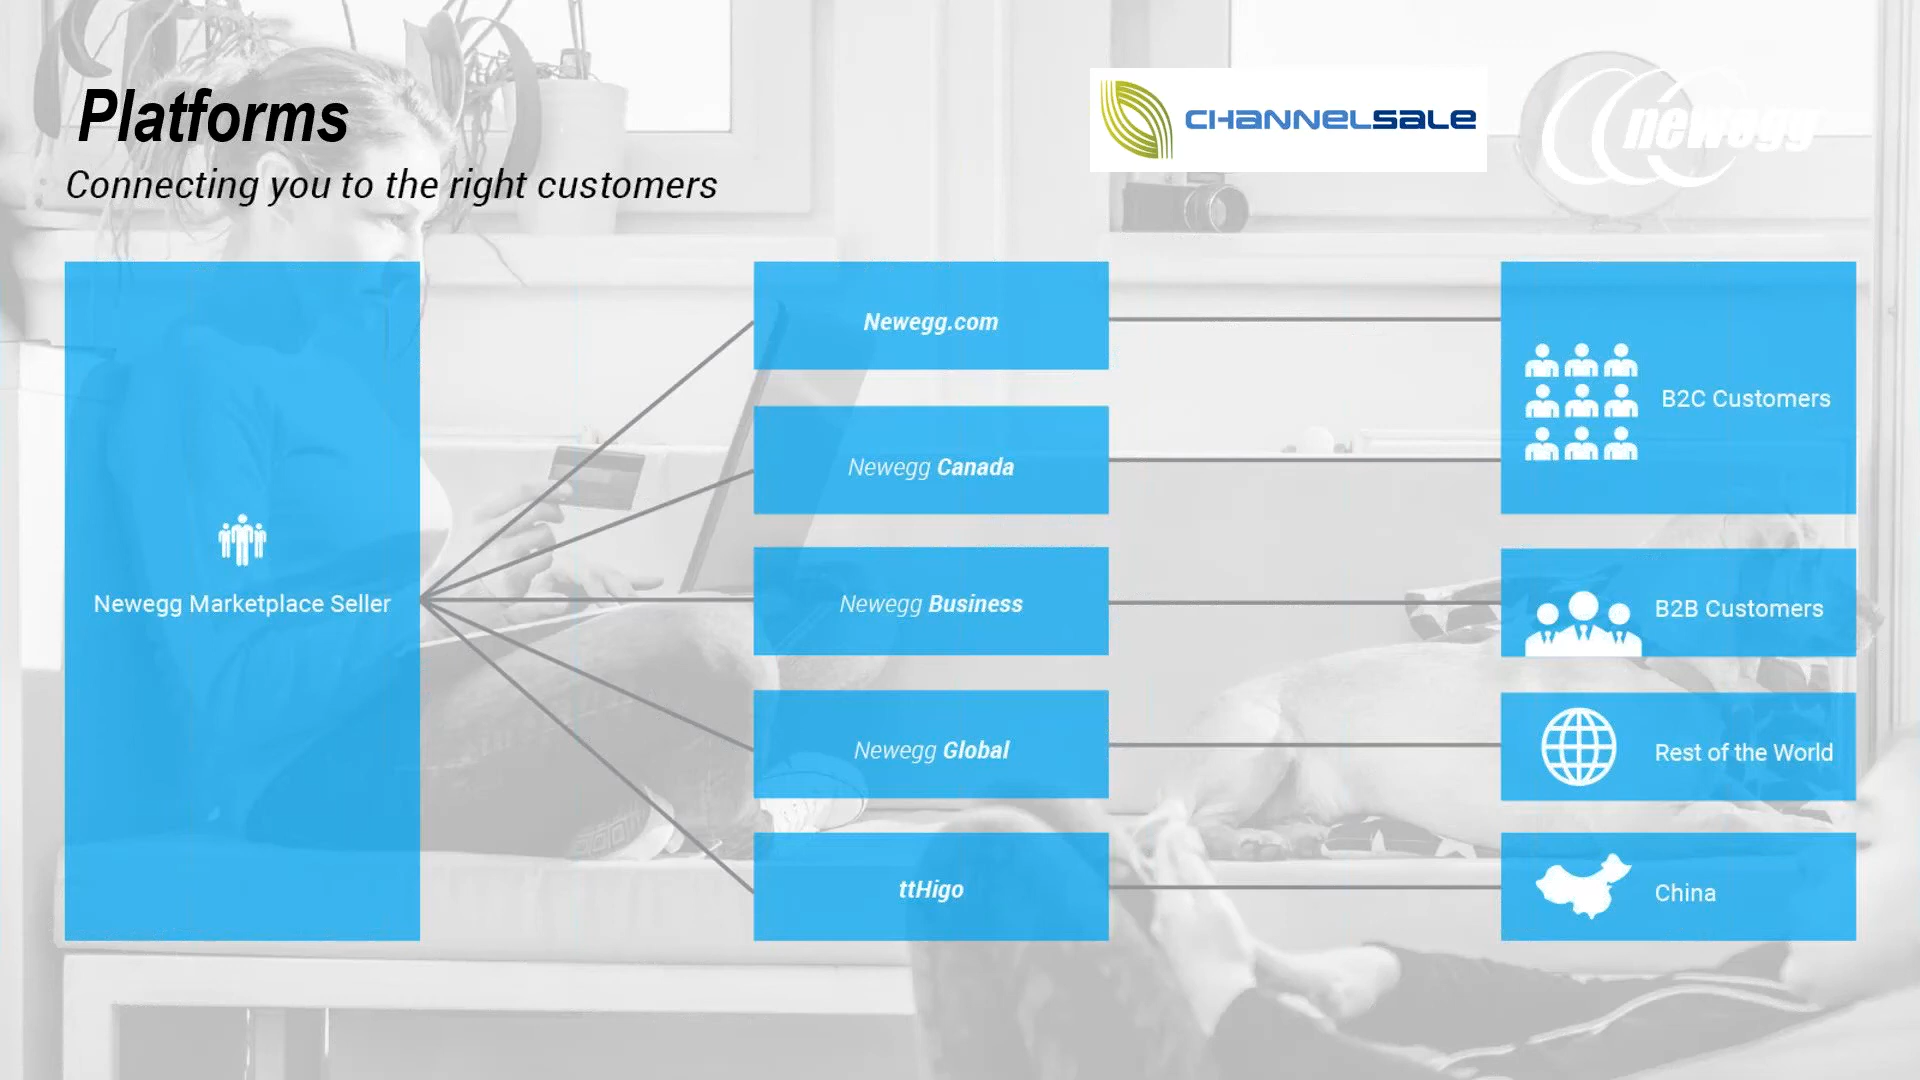 Platforms
Connecting you to the right customers
CHANNELSALE
newegg
Newegg Marketplace Seller
Newegg.com
Newegg Canada
Newegg Business
Newegg Global
ttHigo
B2C Customers
B2B Customers
Rest of the World
China